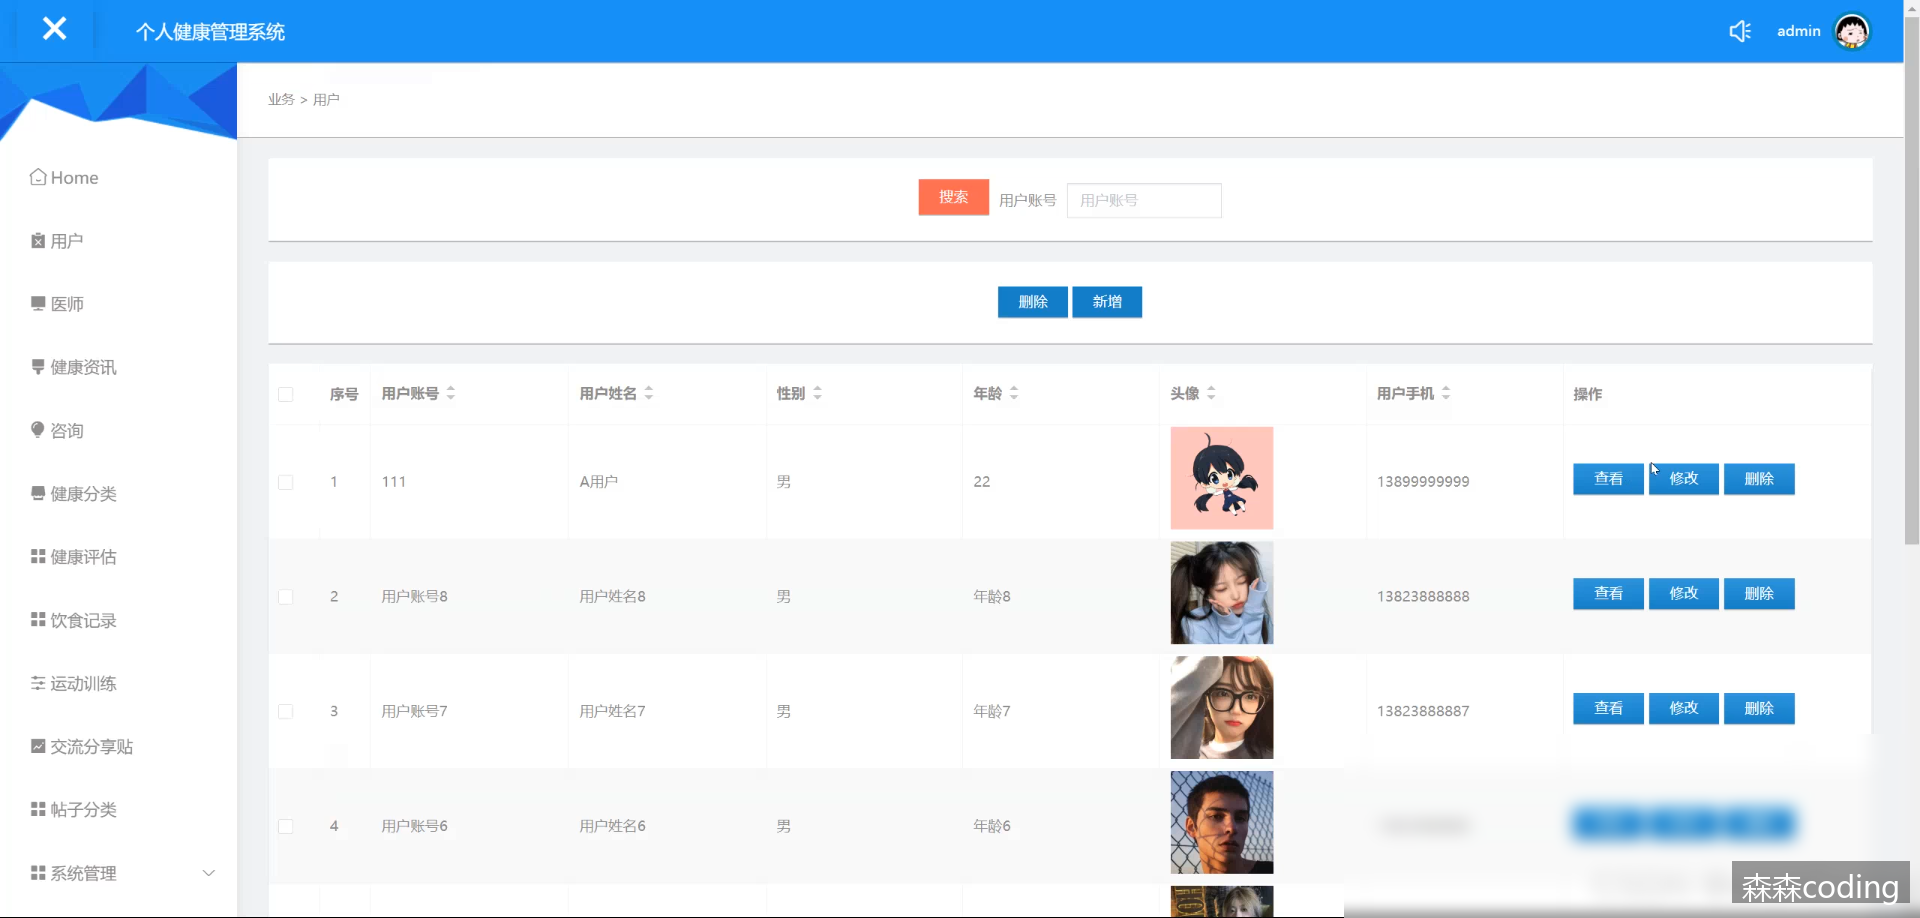 个人健康管理系统
admin
业务 > 用户
Home
用户
医师
健康资讯
咨询
健康分类
健康评估
饮食记录
运动训练
交流分享贴
帖子分类
系统管理
搜索 用户账号 用户账号
删除 新增
序号 用户账号 用户姓名 性别 年龄 头像 用户手机 操作
1 111 A用户 男 22 13899999999 查看 修改 删除
2 用户账号8 用户姓名8 男 年龄8 13823888888 查看 修改 删除
3 用户账号7 用户姓名7 男 年龄7 13823888887 查看 修改 删除
4 用户账号6 用户姓名6 男 年龄6
森森coding